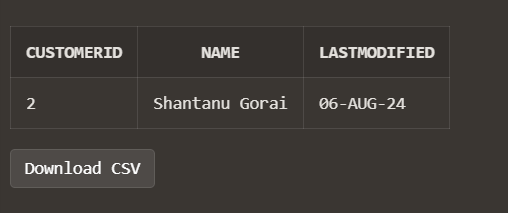 CUSTOMERID NAME LASTMODIFIED
2 Shantanu Gorai 06-AUG-24
Download CSV